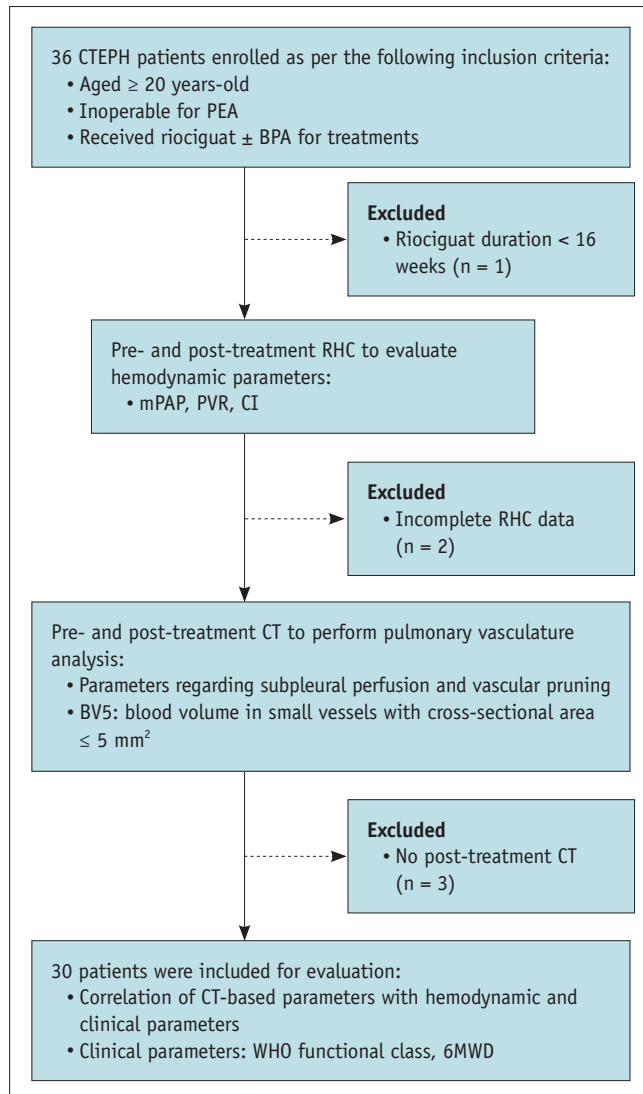 36 CTEPH patients enrolled as per the following inclusion criteria:
• Aged ≥ 20 years-old
• Inoperable for PEA
• Received riociguat ± BPA for treatments
Excluded
• Riociguat duration < 16
weeks (n = 1)
Pre- and post-treatment RHC to evaluate
hemodynamic parameters:
• mPAP, PVR, CI
Excluded
• Incomplete RHC data
(n = 2)
Pre- and post-treatment CT to perform pulmonary vasculature
analysis:
• Parameters regarding subpleural perfusion and vascular pruning
• BV5: blood volume in small vessels with cross-sectional area
≤ 5 mm²
Excluded
• No post-treatment CT
(n = 3)
30 patients were included for evaluation:
• Correlation of CT-based parameters with hemodynamic and
clinical parameters
• Clinical parameters: WHO functional class, 6MWD